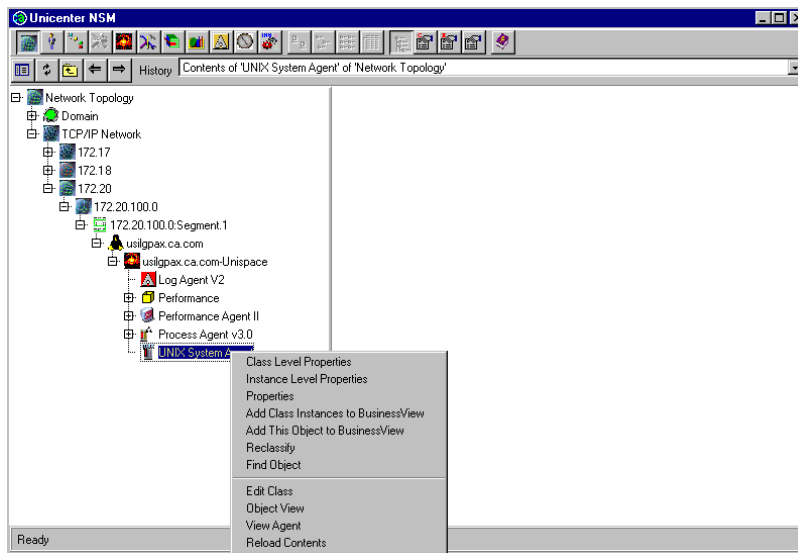 Unicenter NSM
History
Contents of 'UNIX System Agent' of 'Network Topology'
Network Topology
Domain
TCP/IP Network
172.17
172.18
172.20
172.20.100.0
172.20.100.0:Segment.1
usilgpax.ca.com
usilgpax.ca.com-Unispace
Log Agent V2
Performance
Performance Agent II
Process Agent v3.0
UNIX System A
Class Level Properties
Instance Level Properties
Properties
Add Class Instances to BusinessView
Add This Object to BusinessView
Reclassify
Find Object
Edit Class
Object View
View Agent
Reload Contents
Ready